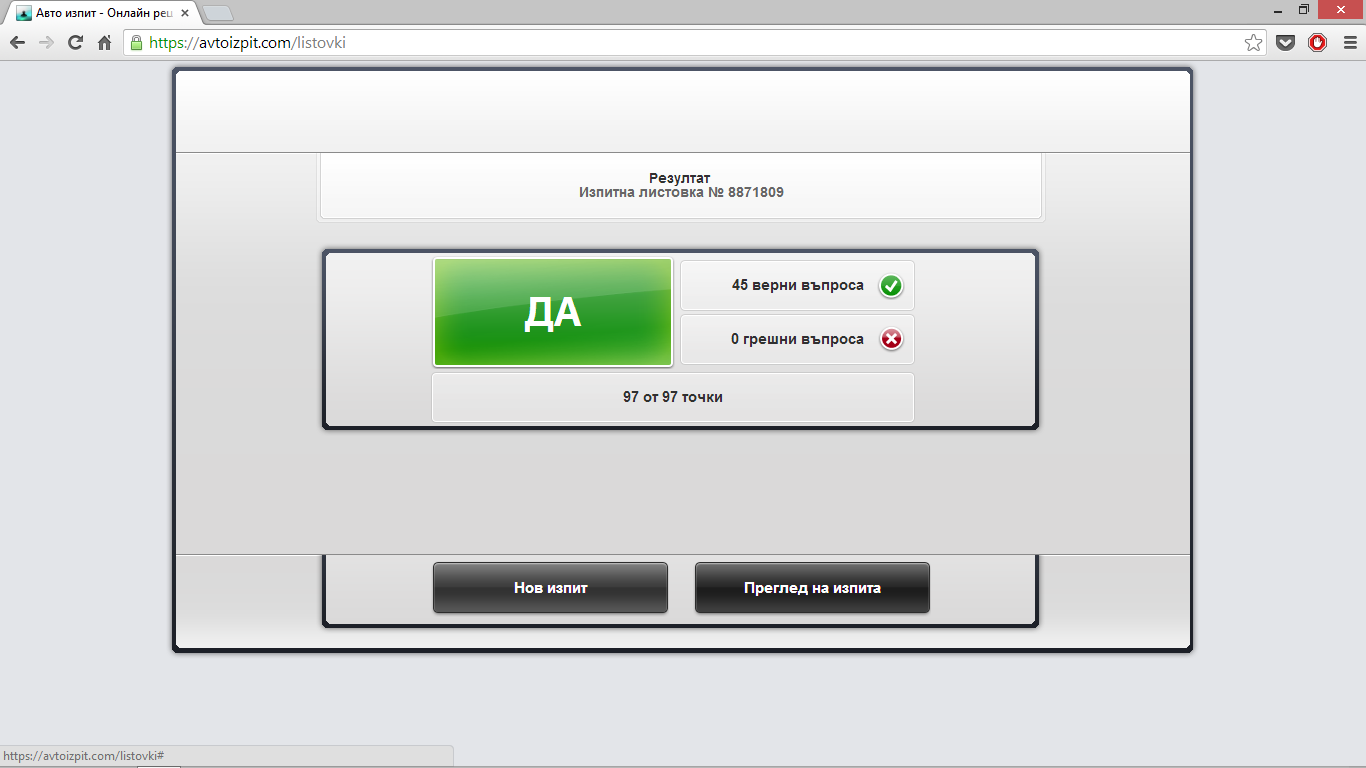 Авто изпит - Онлайн рец
https://avtoizpit.com/listovki
Резултат
Изпитна листовка № 8871809
ДА
45 верни въпроса
0 грешни въпроса
97 от 97 точки
Нов изпит
Преглед на изпита
https://avtoizpit.com/listovki#